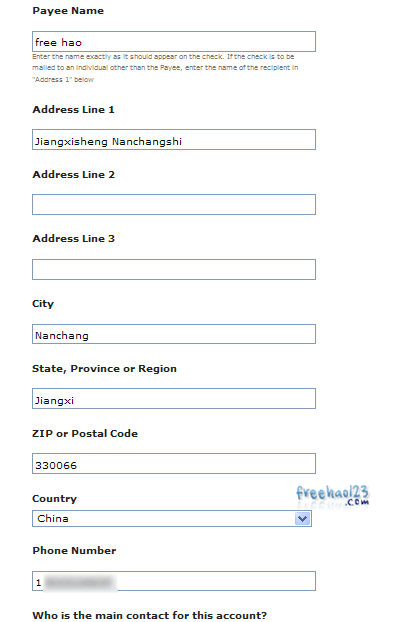 Payee Name
free hao
Enter the name exactly as it should appear on the check. If the check is to be
mailed to an individual other than the Payee, enter the name of the recipient in
"Address 1" below
Address Line 1
Jiangxisheng Nanchangshi
Address Line 2
Address Line 3
City
Nanchang
State, Province or Region
Jiangxi
ZIP or Postal Code
330066
freehao123
.com
Country
China
Phone Number
1
Who is the main contact for this account?